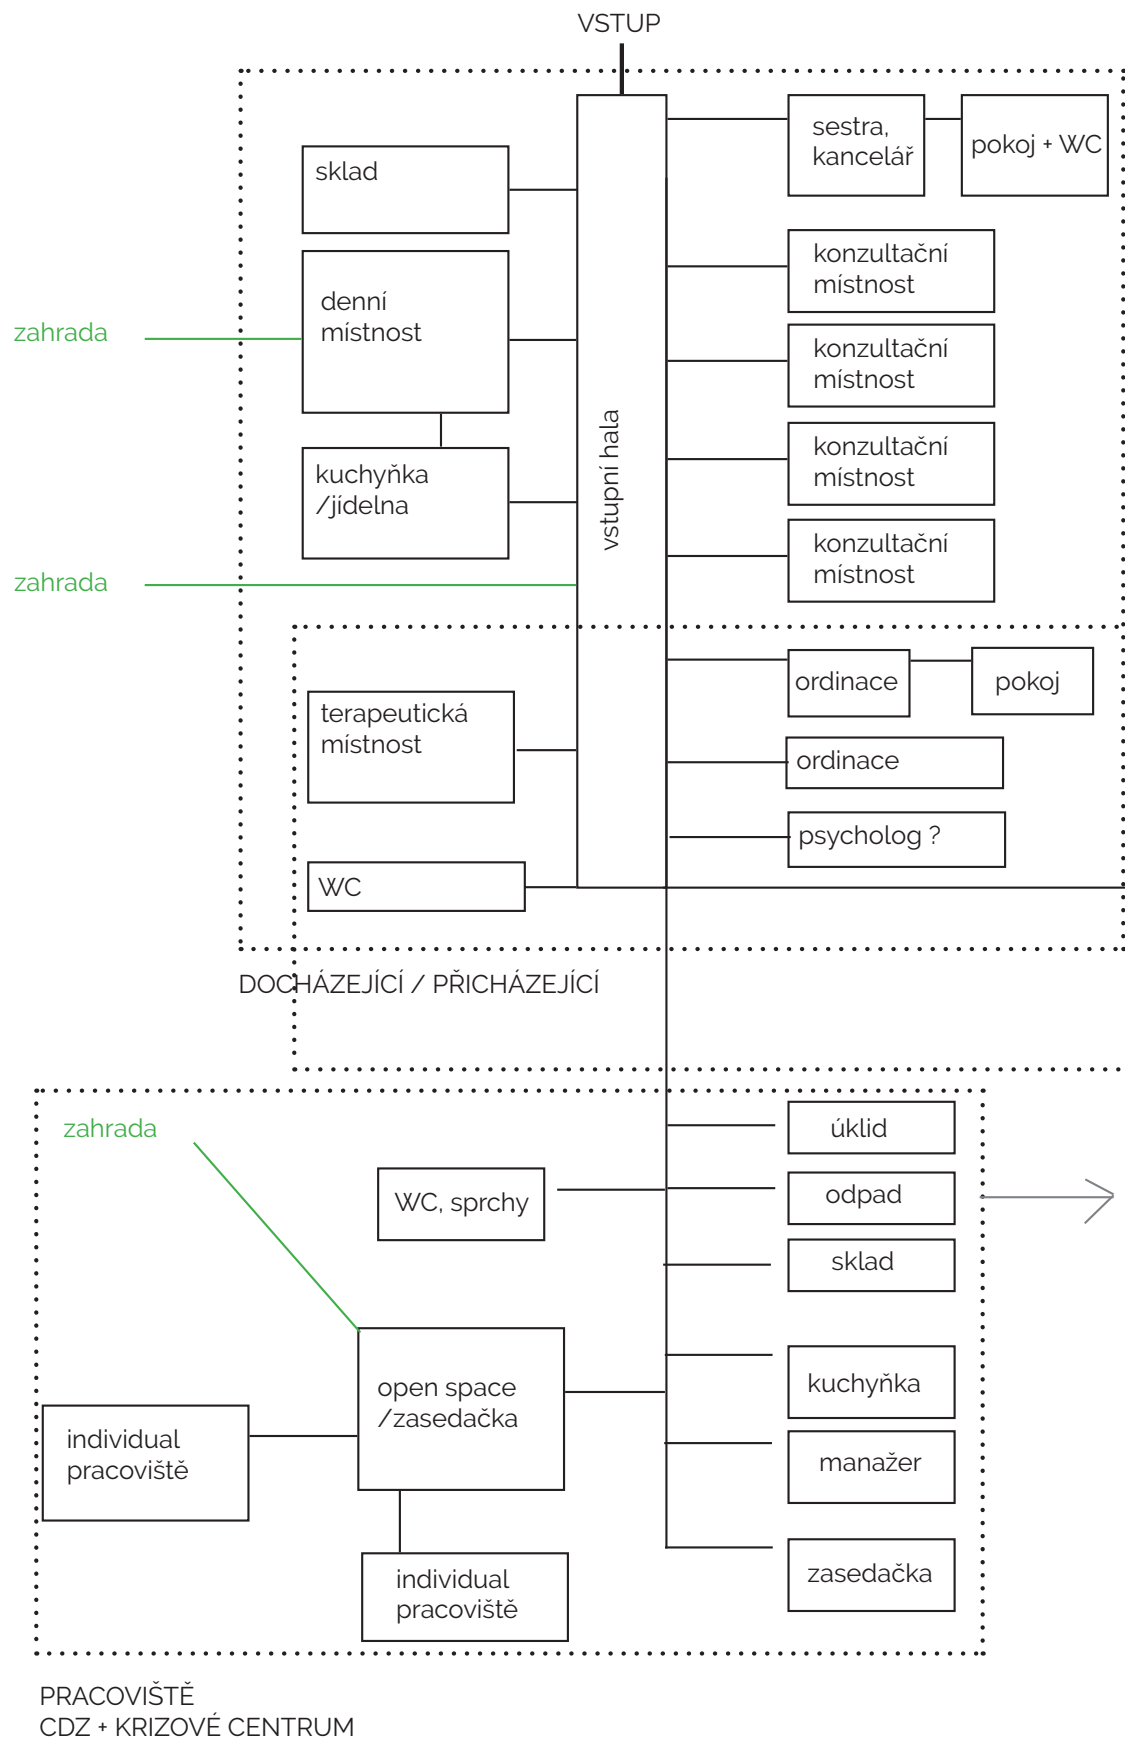 VSTUP
sklad
denní
místnost
zahrada
kuchyňka
/jídelna
zahrada
vstupní hala
sestra,
kancelář
pokoj + WC
konzultační
místnost
konzultační
místnost
konzultační
místnost
konzultační
místnost
terapeutická
místnost
WC
ordinace
pokoj
ordinace
psycholog ?
DOCHÁZEJÍCÍ / PŘICHÁZEJÍCÍ
zahrada
WC, sprchy
úklid
odpad
sklad
open space
/zasedačka
individual
pracoviště
individual
pracoviště
kuchyňka
manažer
zasedačka
PRACOVIŠTĚ
CDZ + KRIZOVÉ CENTRUM